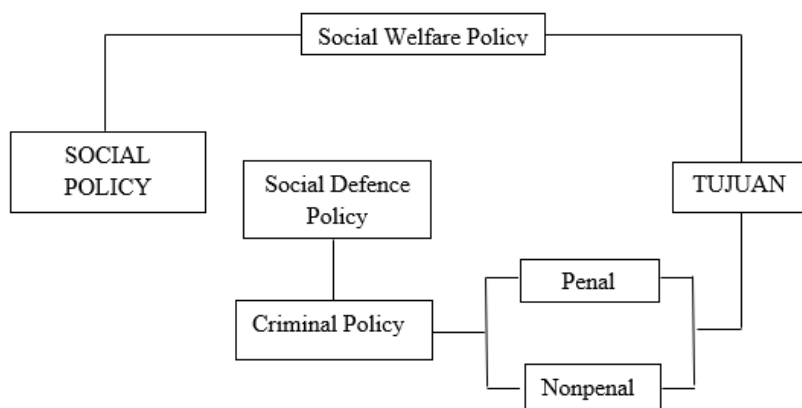 Social Welfare Policy
SOCIAL
POLICY
Social Defence
Policy
TUJUAN
Penal
Criminal Policy
Nonpenal